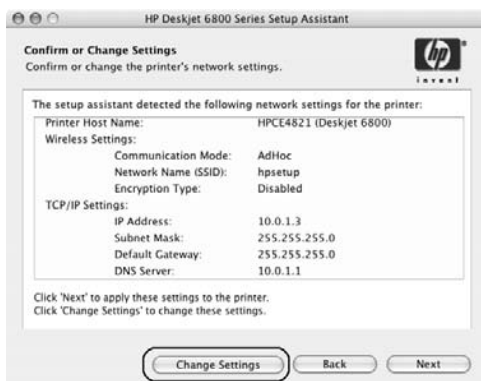 HP Deskjet 6800 Series Setup Assistant
Confirm or Change Settings
Confirm or change the printer's network settings.
hp
invent
The setup assistant detected the following network settings for the printer:
Printer Host Name: HPCE4821 (Deskjet 6800)
Wireless Settings:
Communication Mode: AdHoc
Network Name (SSID): hpsetup
Encryption Type: Disabled
TCP/IP Settings:
IP Address: 10.0.1.3
Subnet Mask: 255.255.255.0
Default Gateway: 255.255.255.0
DNS Server: 10.0.1.1
Click 'Next' to apply these settings to the printer.
Click 'Change Settings' to change these settings.
Change Settings Back Next